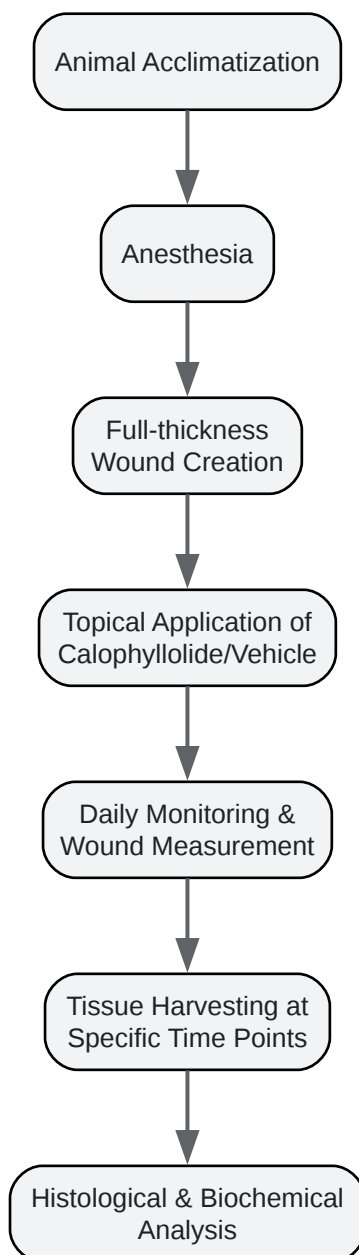 Animal Acclimatization
Anesthesia
Full-thickness
Wound Creation
Topical Application of
Calophyllolide/Vehicle
Daily Monitoring &
Wound Measurement
Tissue Harvesting at
Specific Time Points
Histological & Biochemical
Analysis